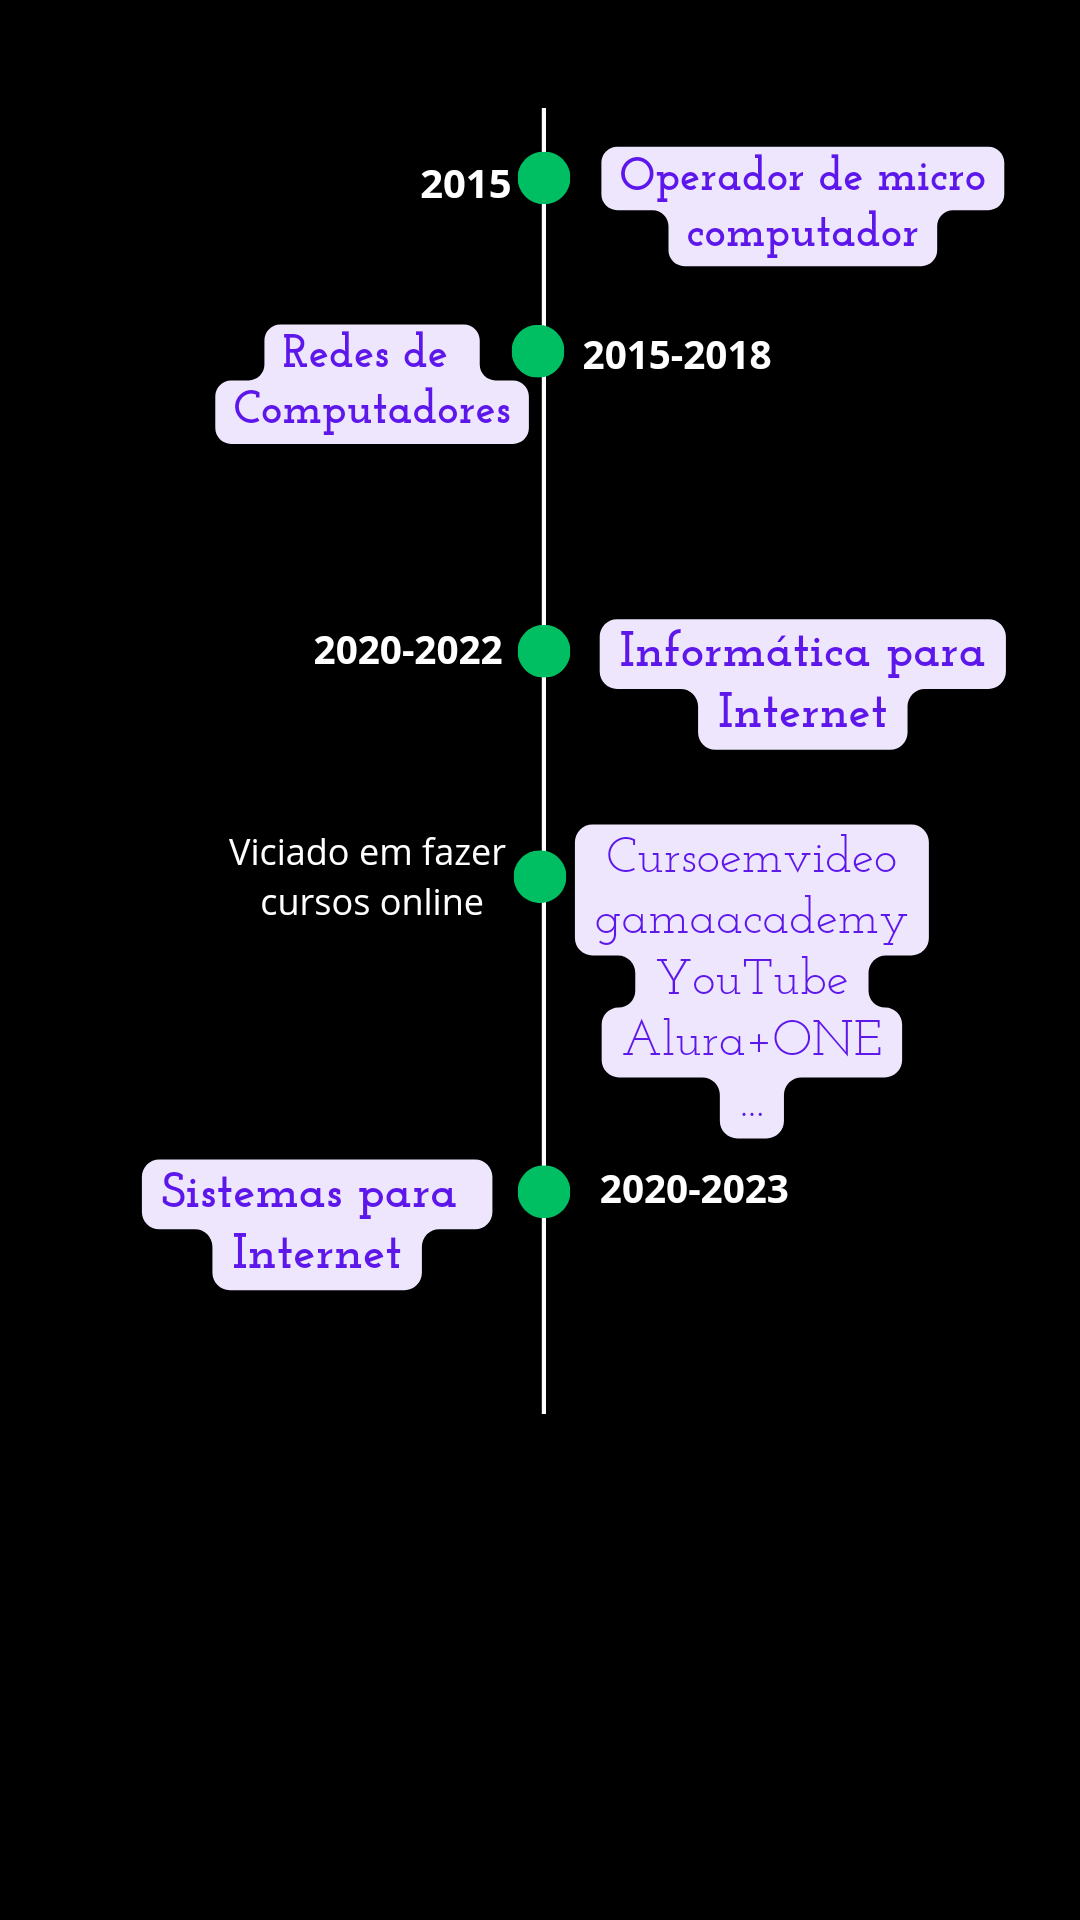 2015
Operador de micro
computador
Redes de
Computadores
2015-2018
2020-2022
Informática para
Internet
Viciado em fazer
cursos online
Cursoemvideo
gamaacademy
YouTube
Alura+ONE
...
Sistemas para
Internet
2020-2023